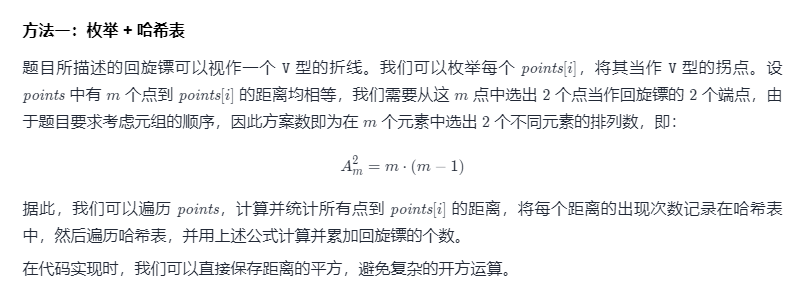 方法一：枚举 + 哈希表
题目所描述的回旋镖可以视作一个 V 型的折线。我们可以枚举每个 points[i]，将其当作 V 型的拐点。设
points 中有 m 个点到 points[i] 的距离均相等，我们需要从这 m 点中选出 2 个点当作回旋镖的 2 个端点，由
于题目要求考虑元组的顺序，因此方案数即为在 m 个元素中选出 2 个不同元素的排列数，即：
A_m^2 = m · (m − 1)
据此，我们可以遍历 points，计算并统计所有点到 points[i] 的距离，将每个距离的出现次数记录在哈希表
中，然后遍历哈希表，并用上述公式计算并累加回旋镖的个数。
在代码实现时，我们可以直接保存距离的平方，避免复杂的开方运算。